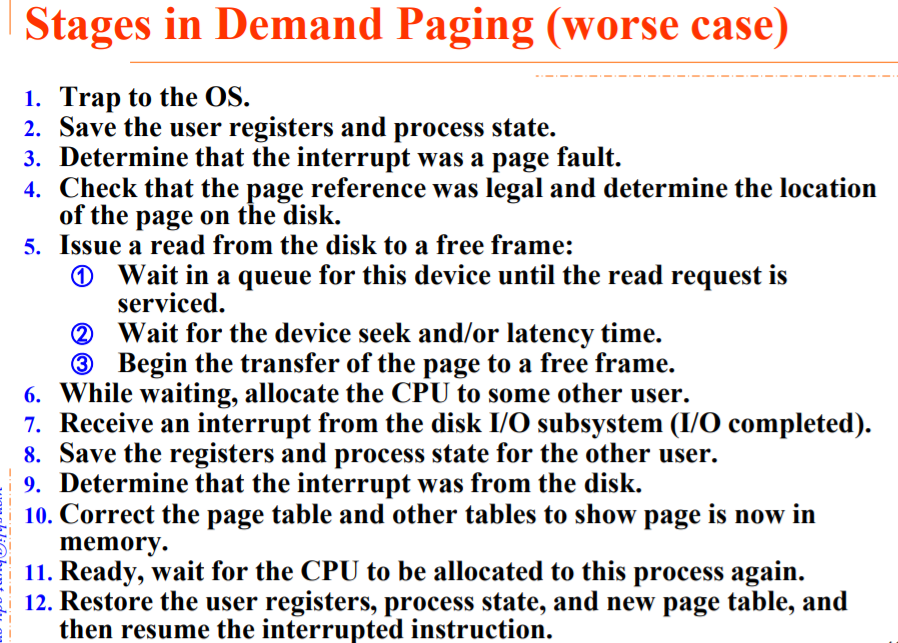 Stages in Demand Paging (worse case)
1. Trap to the OS.
2. Save the user registers and process state.
3. Determine that the interrupt was a page fault.
4. Check that the page reference was legal and determine the location
of the page on the disk.
5. Issue a read from the disk to a free frame:
① Wait in a queue for this device until the read request is
serviced.
② Wait for the device seek and/or latency time.
③ Begin the transfer of the page to a free frame.
6. While waiting, allocate the CPU to some other user.
7. Receive an interrupt from the disk I/O subsystem (I/O completed).
8. Save the registers and process state for the other user.
9. Determine that the interrupt was from the disk.
10. Correct the page table and other tables to show page is now in
memory.
11. Ready, wait for the CPU to be allocated to this process again.
12. Restore the user registers, process state, and new page table, and
then resume the interrupted instruction.